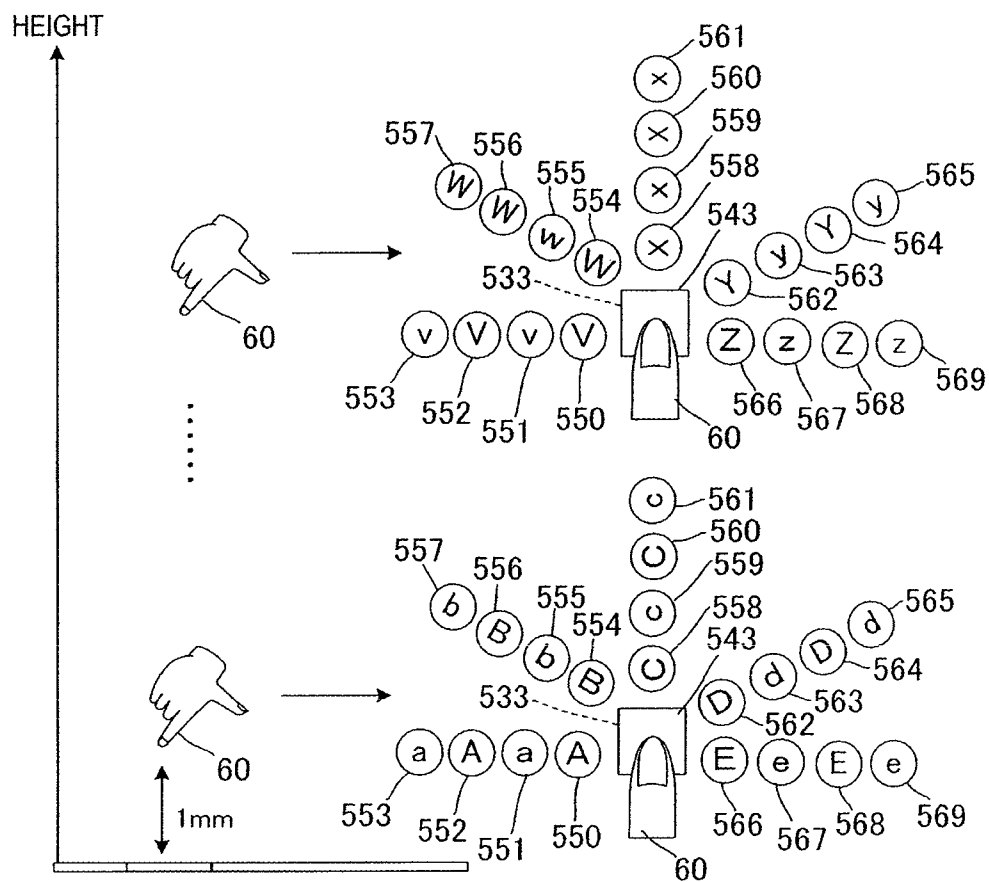 HEIGHT
561
x
560
x
557
556
559
W
W
x
555
554
558
565
w
W
x
543
y
Y
564
y
563
533
Y
562
60
v
V
v
V
Z
z
Z
z
553
552
551
550
566
567
568
569
60
c
561
560
C
557
556
559
b
B
c
555
554
558
565
b
B
C
543
d
D
564
d
563
533
D
562
60
a
A
a
A
E
e
E
e
553
552
551
550
566
567
568
569
1mm
60